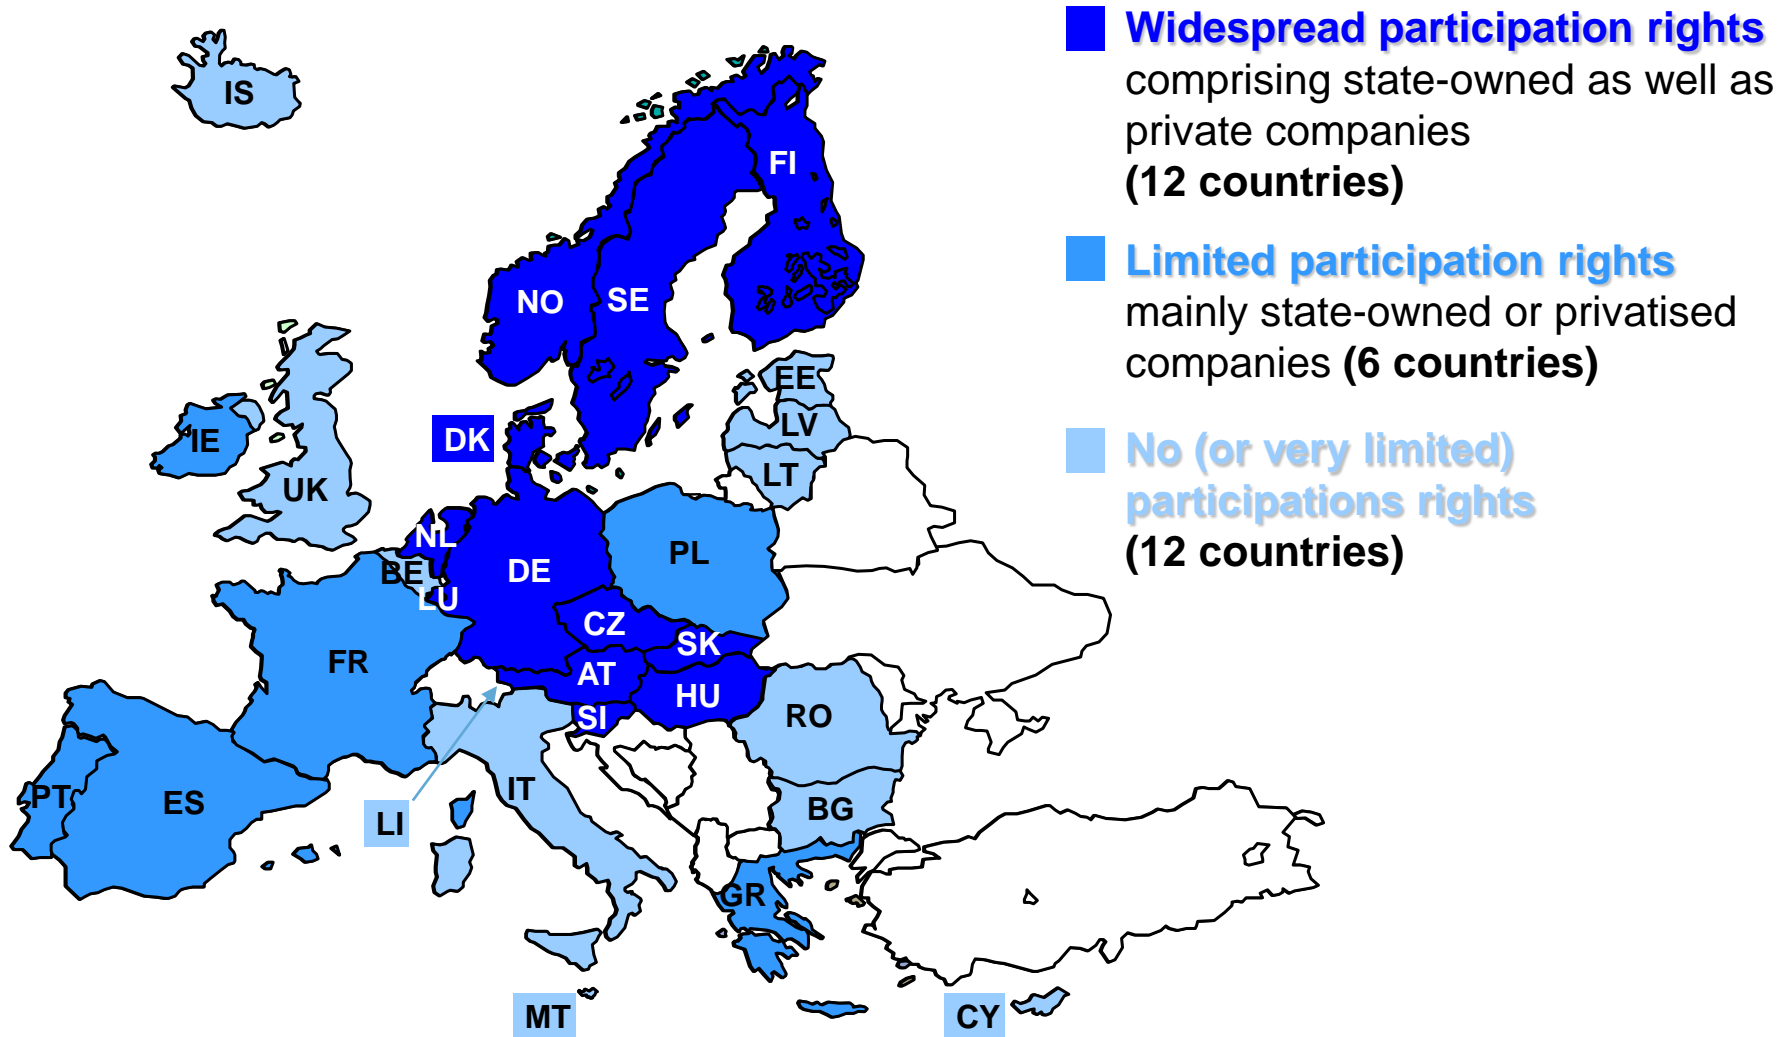 Widespread participation rights
comprising state-owned as well as
private companies
(12 countries)
Limited participation rights
mainly state-owned or privatised
companies (6 countries)
No (or very limited)
participations rights
(12 countries)
IS
FI
NO
SE
EE
LV
LT
DK
IE
UK
NL
BE
LU
DE
PL
CZ
SK
AT
HU
SI
FR
RO
PT
ES
IT
LI
BG
GR
MT
CY